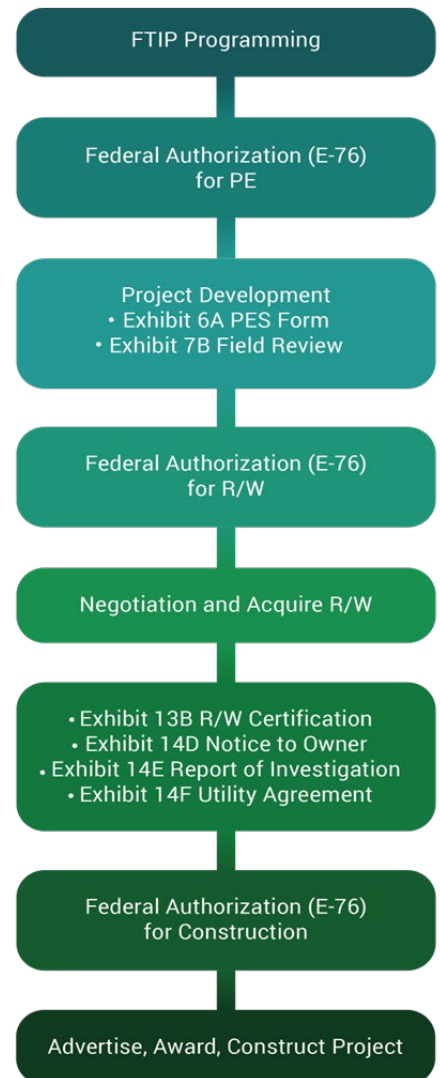 FTIP Programming
Federal Authorization (E-76)
for PE
Project Development
• Exhibit 6A PES Form
• Exhibit 7B Field Review
Federal Authorization (E-76)
for R/W
Negotiation and Acquire R/W
• Exhibit 13B R/W Certification
• Exhibit 14D Notice to Owner
• Exhibit 14E Report of Investigation
• Exhibit 14F Utility Agreement
Federal Authorization (E-76)
for Construction
Advertise, Award, Construct Project